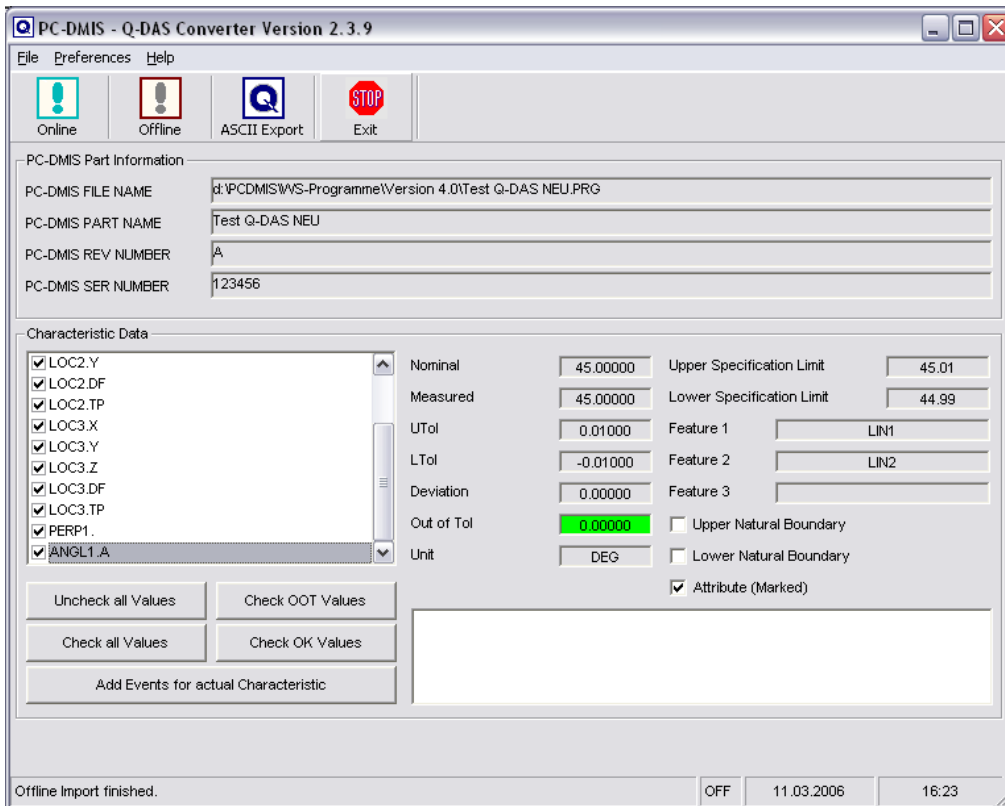 PC-DMIS - Q-DAS Converter Version 2.3.9
File Preferences Help
Online Offline ASCII Export STOP Exit
PC-DMIS Part Information
PC-DMIS FILE NAME d:\PCDMIS\WS-Programme\Version 4.0\Test Q-DAS NEU.PRG
PC-DMIS PART NAME Test Q-DAS NEU
PC-DMIS REV NUMBER A
PC-DMIS SER NUMBER 123456
Characteristic Data
LOC2.Y
LOC2.DF
LOC2.TP
LOC3.X
LOC3.Y
LOC3.Z
LOC3.DF
LOC3.TP
PERP1.
ANGL1.A
Nominal 45.00000
Measured 45.00000
UTol 0.01000
LTol -0.01000
Deviation 0.00000
Out of Tol 0.00000
Unit DEG
Upper Specification Limit 45.01
Lower Specification Limit 44.99
Feature 1 LIN1
Feature 2 LIN2
Feature 3
Upper Natural Boundary
Lower Natural Boundary
Attribute (Marked)
Uncheck all Values Check OOT Values
Check all Values Check OK Values
Add Events for actual Characteristic
Offline Import finished. OFF 11.03.2006 16:23